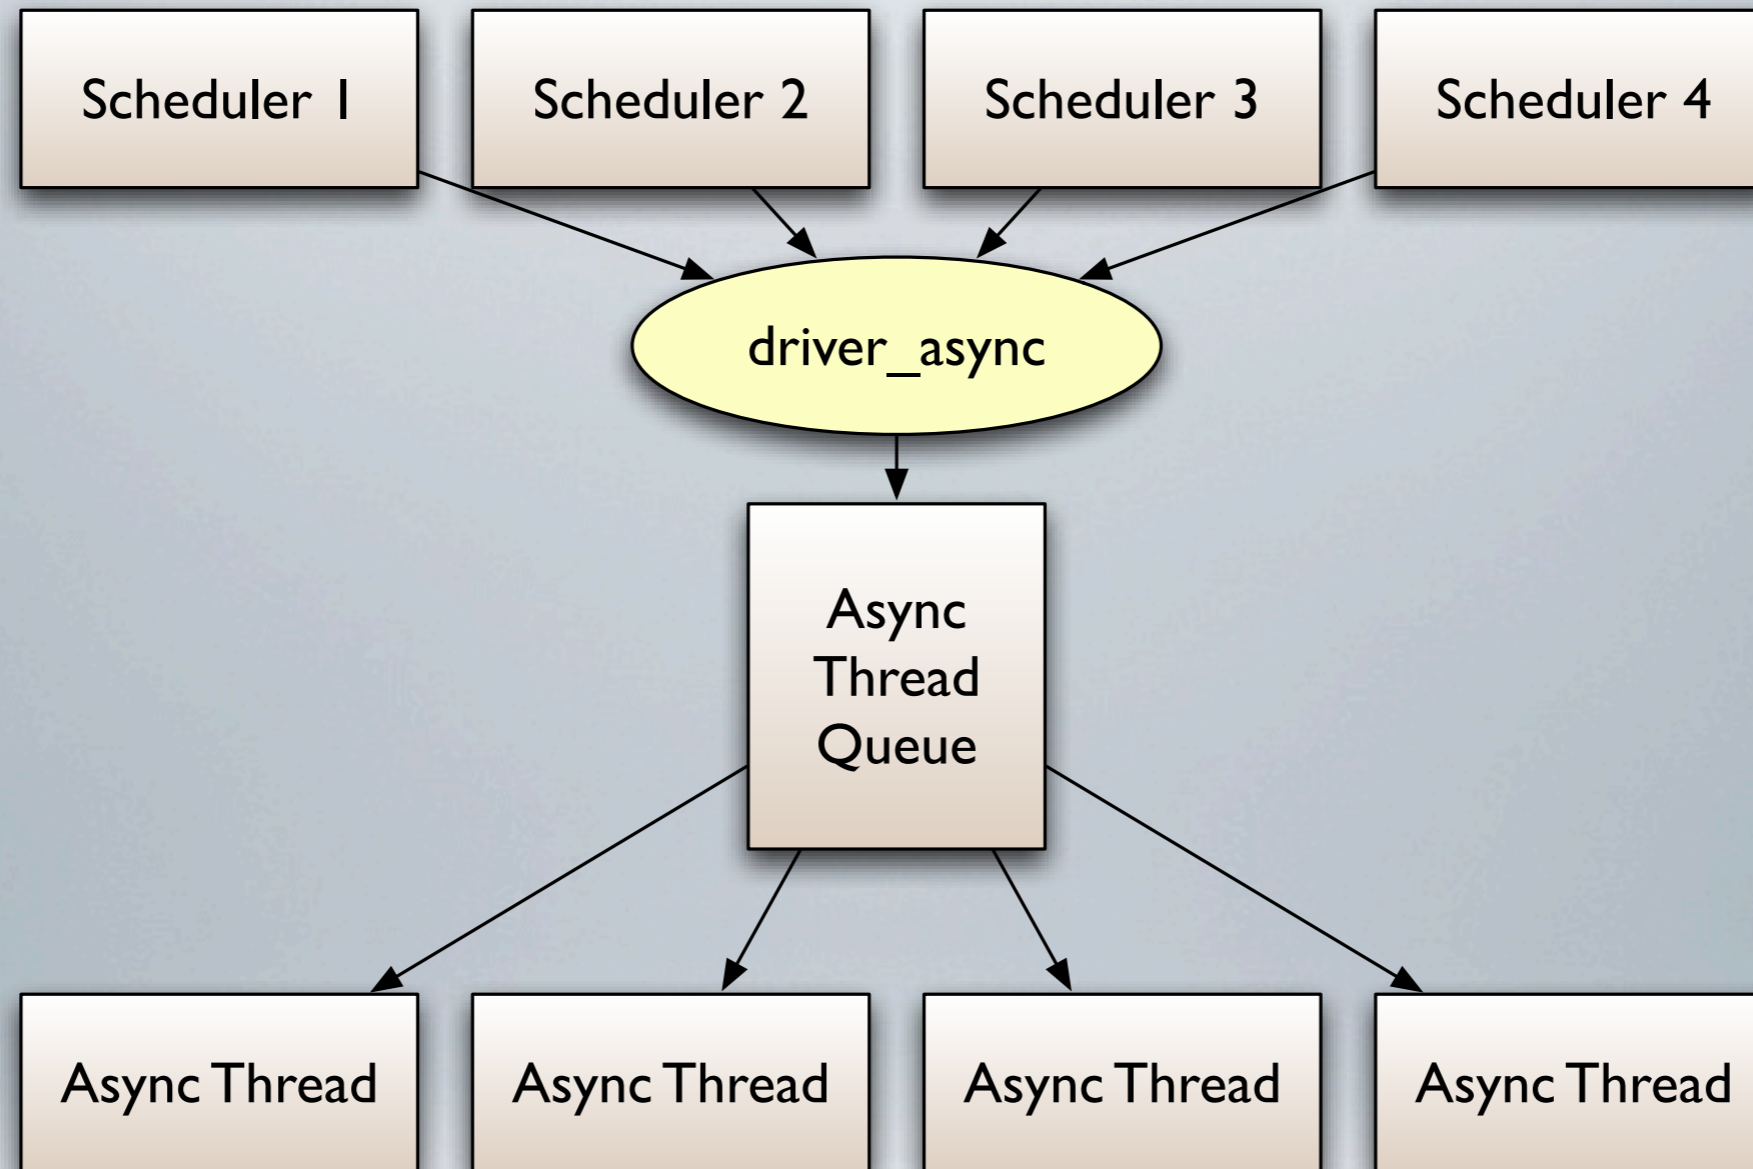 Scheduler 1
Scheduler 2
Scheduler 3
Scheduler 4
driver_async
Async
Thread
Queue
Async Thread
Async Thread
Async Thread
Async Thread